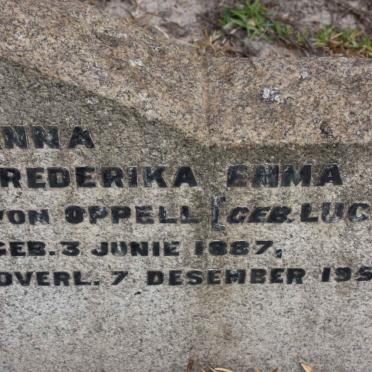 NNA
REDERIKA EMMA
VON OPPELL [GEB. LUC
GEB. 3 JUNIE 1887,
OVERL. 7 DESEMBER 195